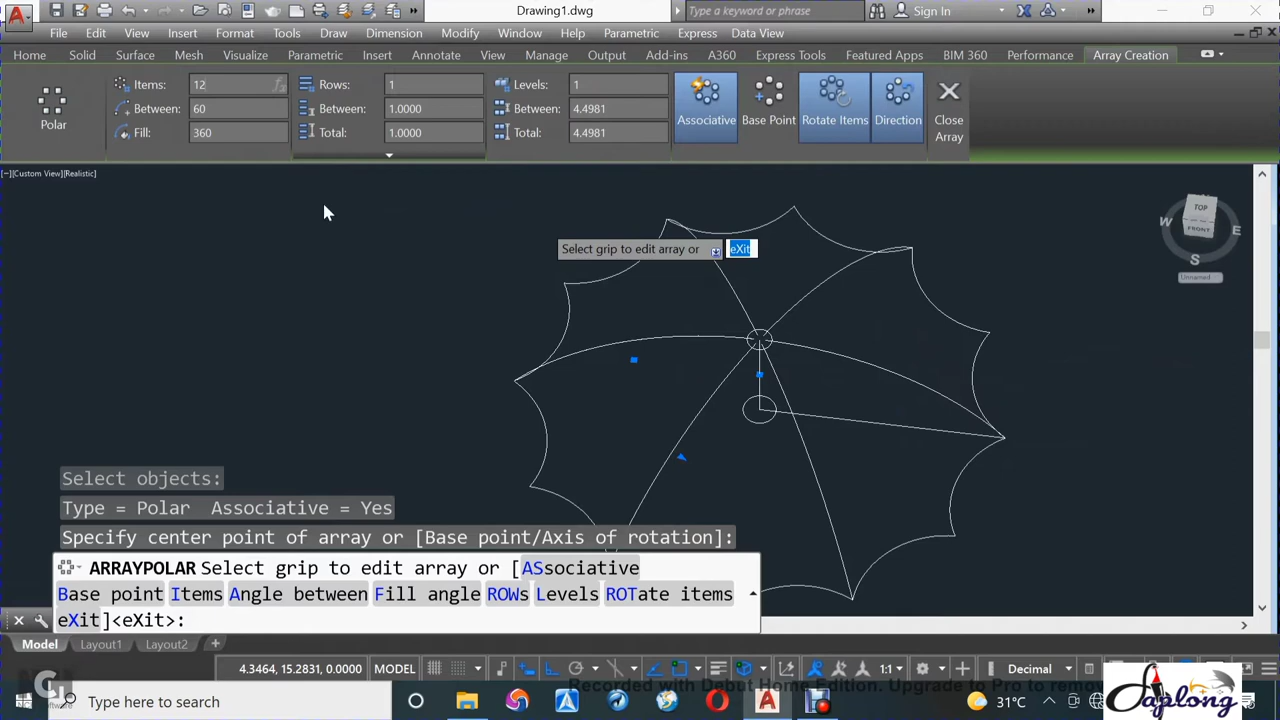 Drawing1.dwg
Type a keyword or phrase
Sign In
File Edit View Insert Format Tools Draw Dimension Modify Window Help Parametric Express Data View
Home Solid Surface Mesh Visualize Parametric Insert Annotate View Manage Output Add-ins A360 Express Tools Featured Apps BIM 360 Performance Array Creation
Items: 12 Rows: 1 Levels: 1
Between: 60 Between: 1.0000 Between: 4.4981
Fill: 360 Total: 1.0000 Total: 4.4981
Polar
Associative Base Point Rotate Items Direction Close Array
[−][Custom View][Realistic]
TOP
FRONT
W E
S
Unnamed
Select grip to edit array or eXit
Select objects:
Type = Polar Associative = Yes
Specify center point of array or [Base point/Axis of rotation]:
ARRAYPOLAR Select grip to edit array or [ASsociative
Base point Items Angle between Fill angle ROWs Levels ROTate items
eXit]<eXit>:
Model Layout1 Layout2 +
4.3464, 15.2831, 0.0000 MODEL 1:1 Decimal
Recorded with Debut Home Edition. Upgrade to Pro to remov
Type here to search
31°C
Daplong